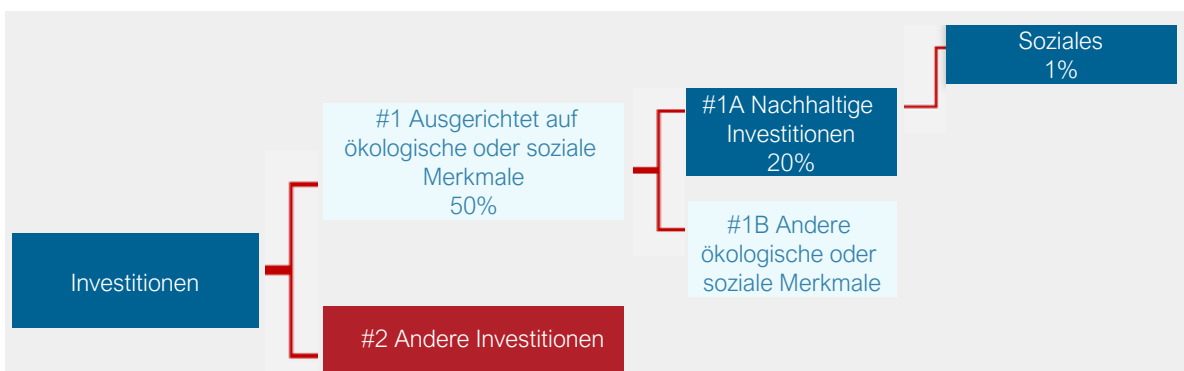 Soziales
1%
#1 Ausgerichtet auf
ökologische oder soziale
Merkmale
50%
#1A Nachhaltige
Investitionen
20%
#1B Andere
ökologische oder
soziale Merkmale
Investitionen
#2 Andere Investitionen